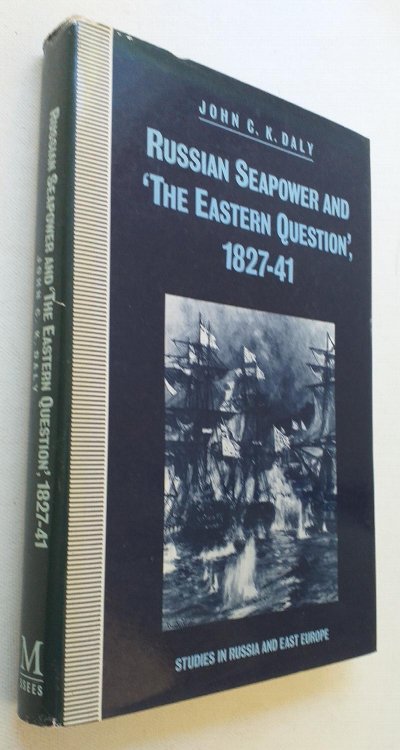 JOHN C. K. DALY
RUSSIAN SEAPOWER AND
'THE EASTERN QUESTION',
1827-41
STUDIES IN RUSSIA AND EAST EUROPE
RUSSIAN SEAPOWER AND 'THE EASTERN QUESTION', 1827-41
JOHN C. K. DALY
M
SSEES